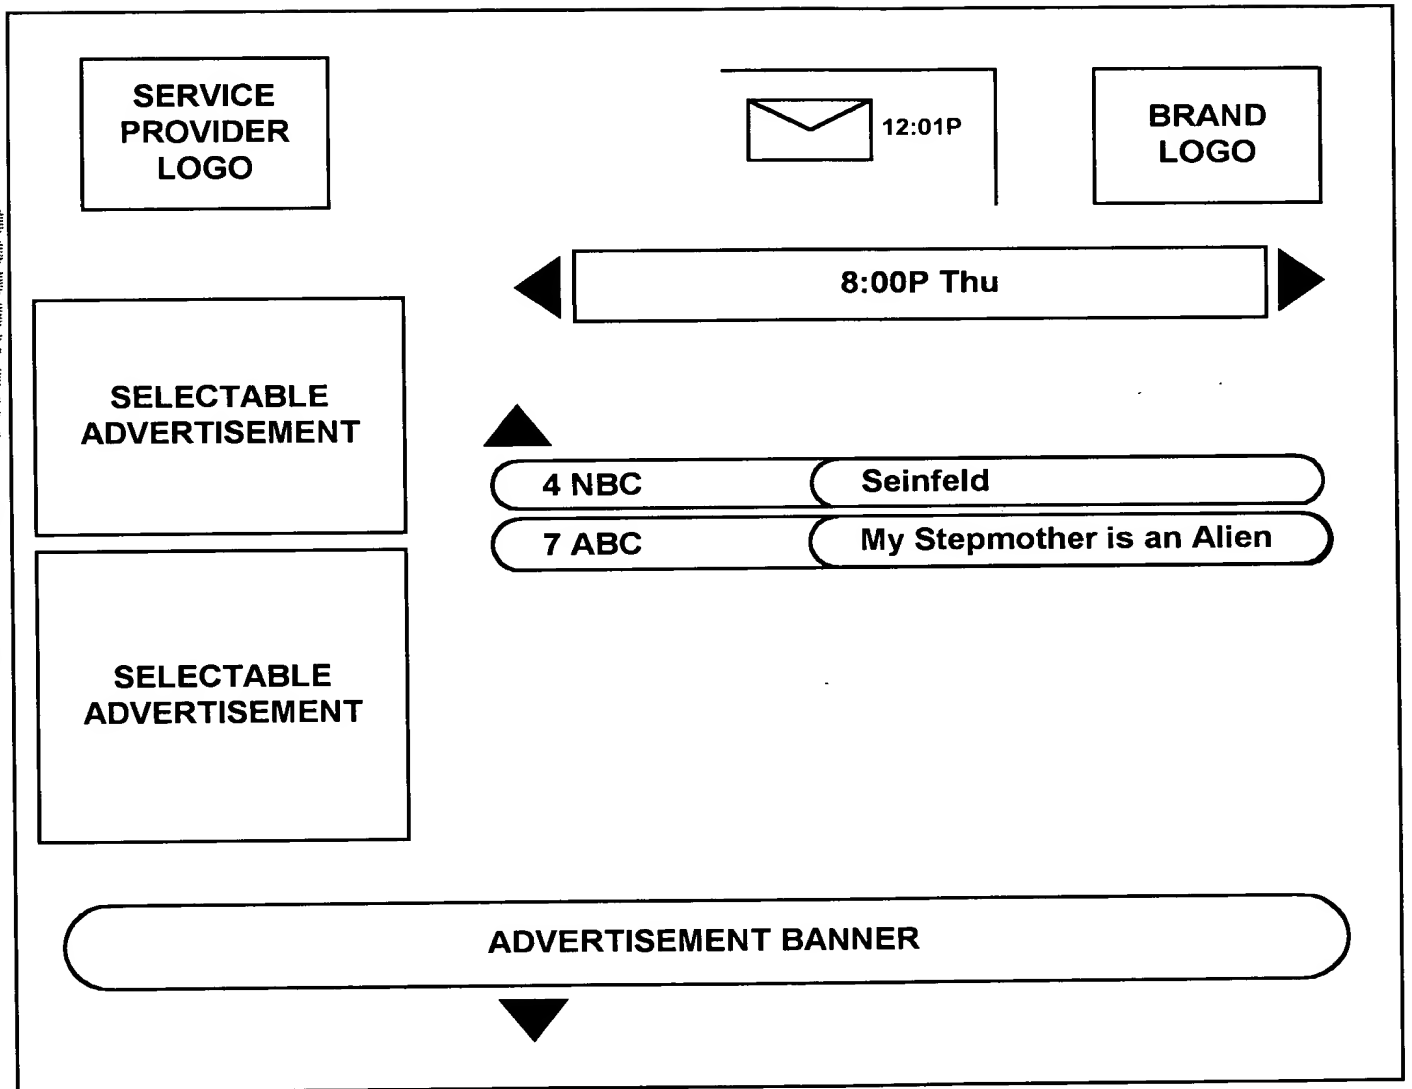 SERVICE
PROVIDER
LOGO
12:01P
BRAND
LOGO
8:00P Thu
SELECTABLE
ADVERTISEMENT
4 NBC Seinfeld
7 ABC My Stepmother is an Alien
SELECTABLE
ADVERTISEMENT
ADVERTISEMENT BANNER